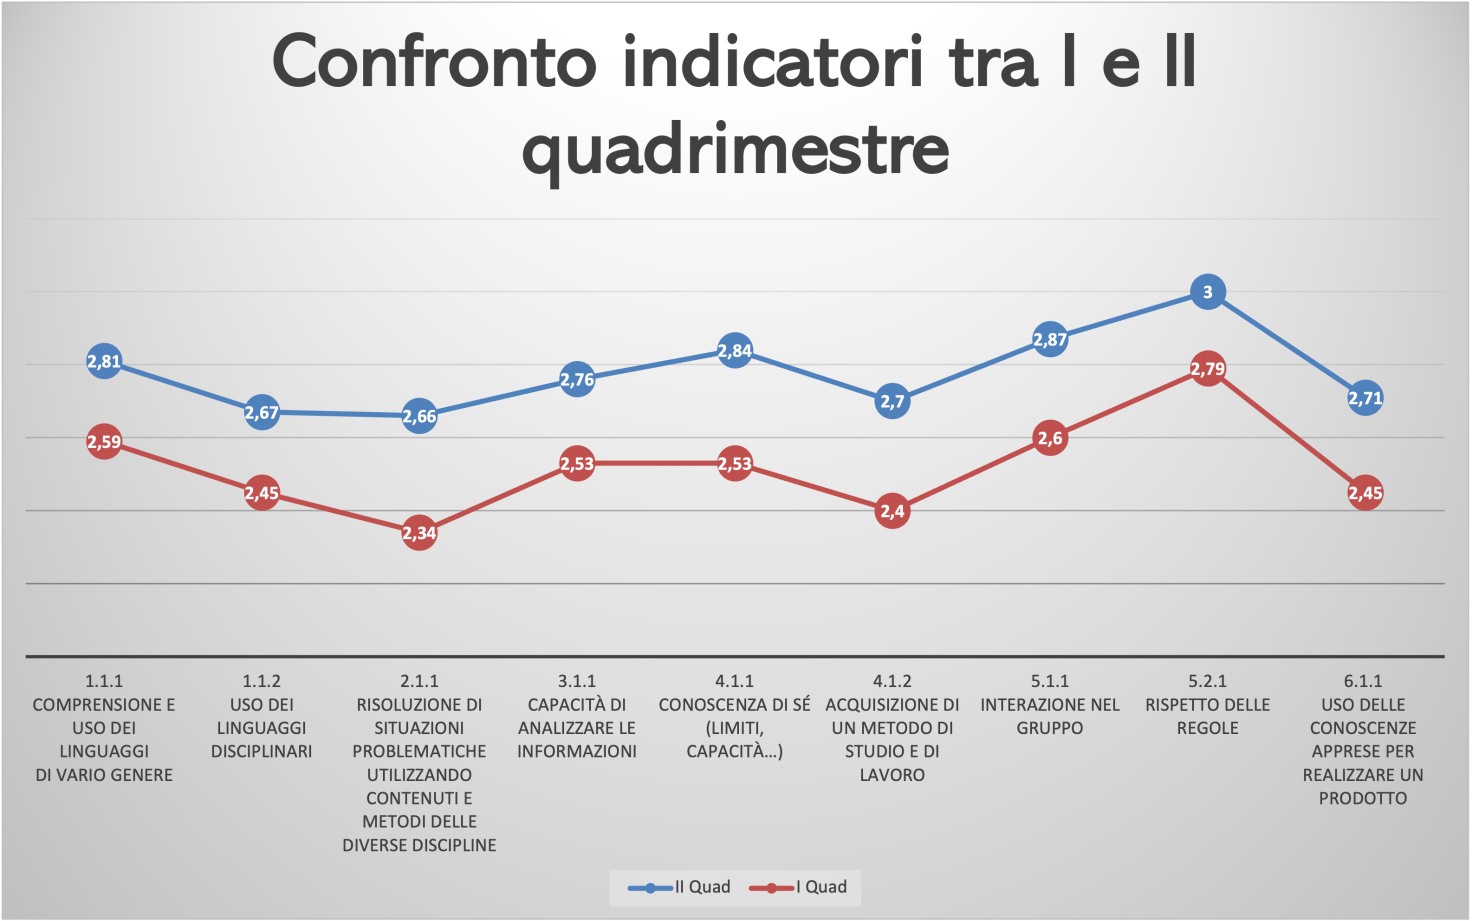 Confronto indicatori tra I e II
quadrimestre
2,81
2,67
2,66
2,76
2,84
2,7
2,87
3
2,71
2,59
2,45
2,34
2,53
2,53
2,4
2,6
2,79
2,45
1.1.1
COMPRENSIONE E
USO DEI
LINGUAGGI
DI VARIO GENERE
1.1.2
USO DEI
LINGUAGGI
DISCIPLINARI
2.1.1
RISOLUZIONE DI
SITUAZIONI
PROBLEMATICHE
UTILIZZANDO
CONTENUTI E
METODI DELLE
DIVERSE DISCIPLINE
3.1.1
CAPACITÀ DI
ANALIZZARE LE
INFORMAZIONI
4.1.1
CONOSCENZA DI SÉ
(LIMITI,
CAPACITÀ…)
4.1.2
ACQUISIZIONE DI
UN METODO DI
STUDIO E DI
LAVORO
5.1.1
INTERAZIONE NEL
GRUPPO
5.2.1
RISPETTO DELLE
REGOLE
6.1.1
USO DELLE
CONOSCENZE
APPRESE PER
REALIZZARE UN
PRODOTTO
II Quad
I Quad